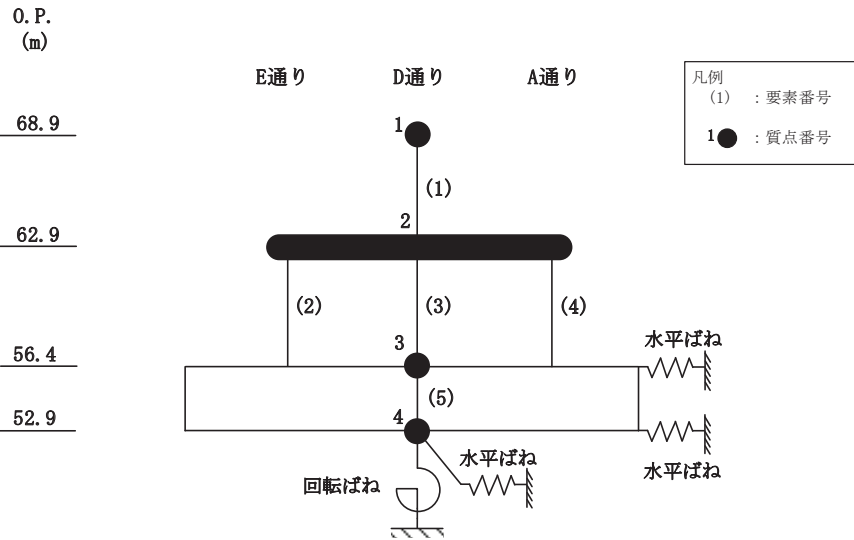 O.P.
(m)
E通り D通り A通り
凡例
(1) :要素番号
1 :質点番号
68.9
1
(1)
62.9
2
(2) (3) (4)
56.4
3
水平ばね
(5)
52.9
4
水平ばね
水平ばね
回転ばね